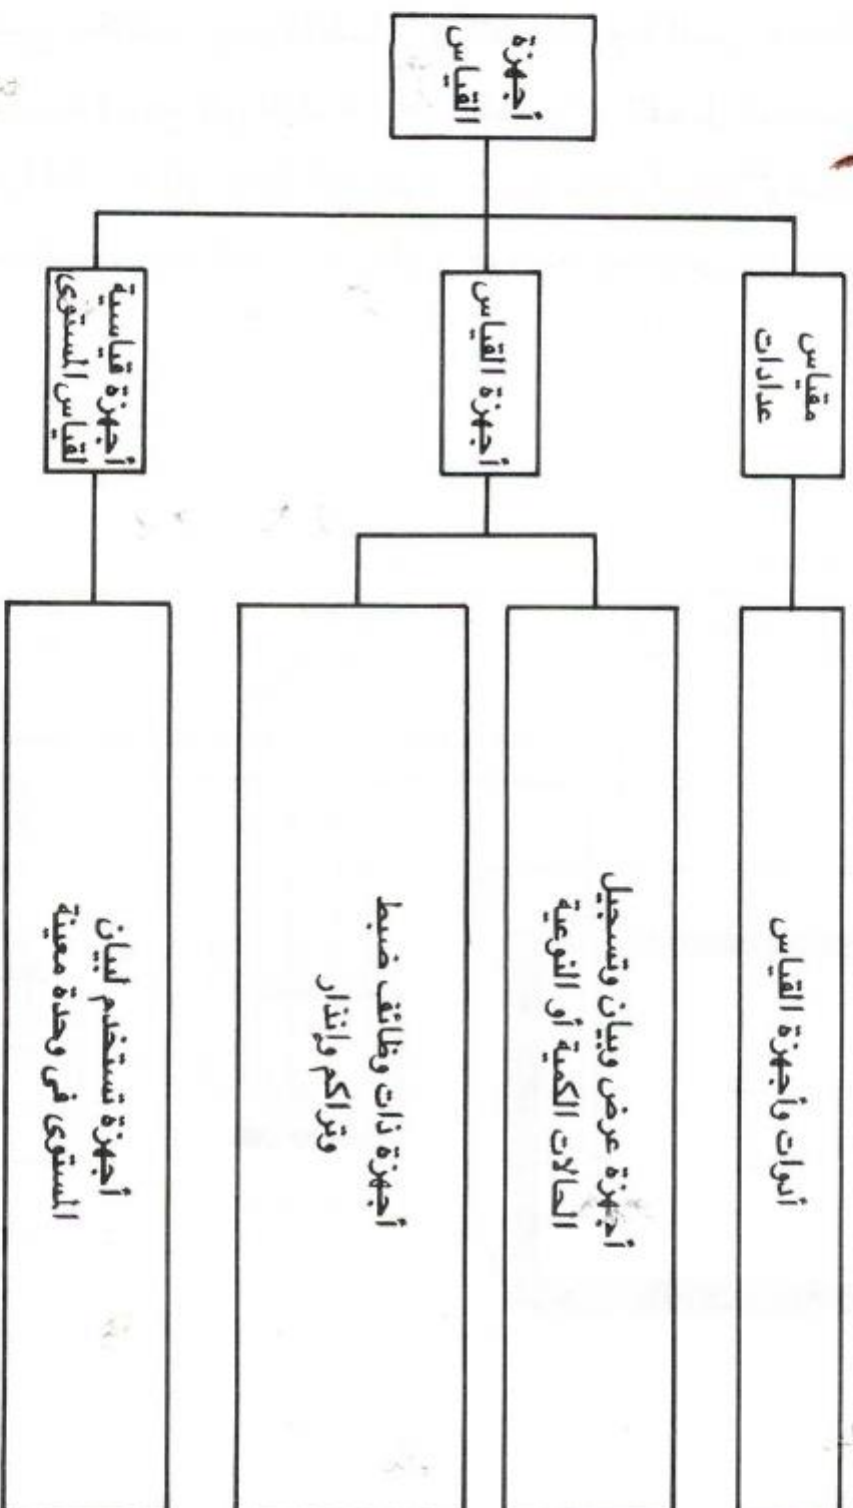 أجهزة
القياس
مقياس
عدادات
أجهزة القياس
أجهزة قياسية
لقياس المستوى
أدوات وأجهزة القياس
أجهزة عرض وبيان وتسجيل
الحالات الكمية أو النوعية
أجهزة ذات وظائف ضبط
وتراكم وإنذار
أجهزة تستخدم لبيان
المستوى فى وحدة معينة